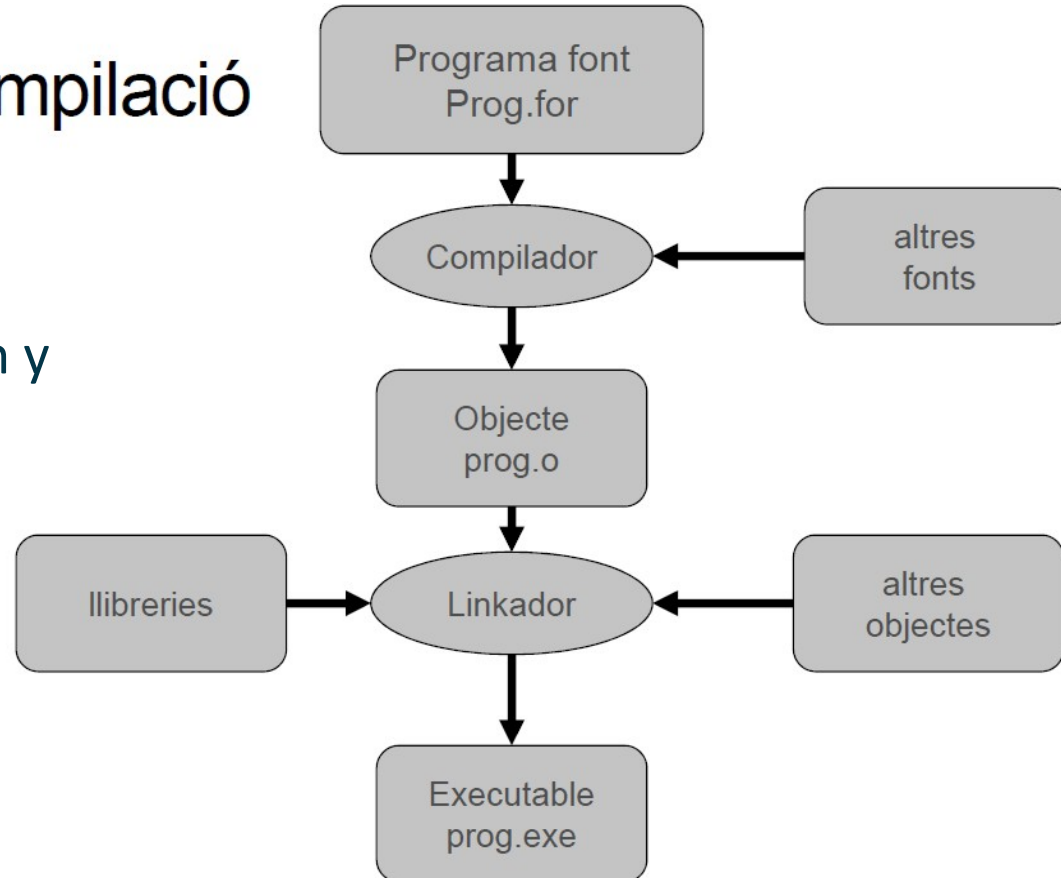 mpilació
Programa font
Prog.for
Compilador
altres
fonts
n y
Objecte
prog.o
llibreries
Linkador
altres
objectes
Executable
prog.exe